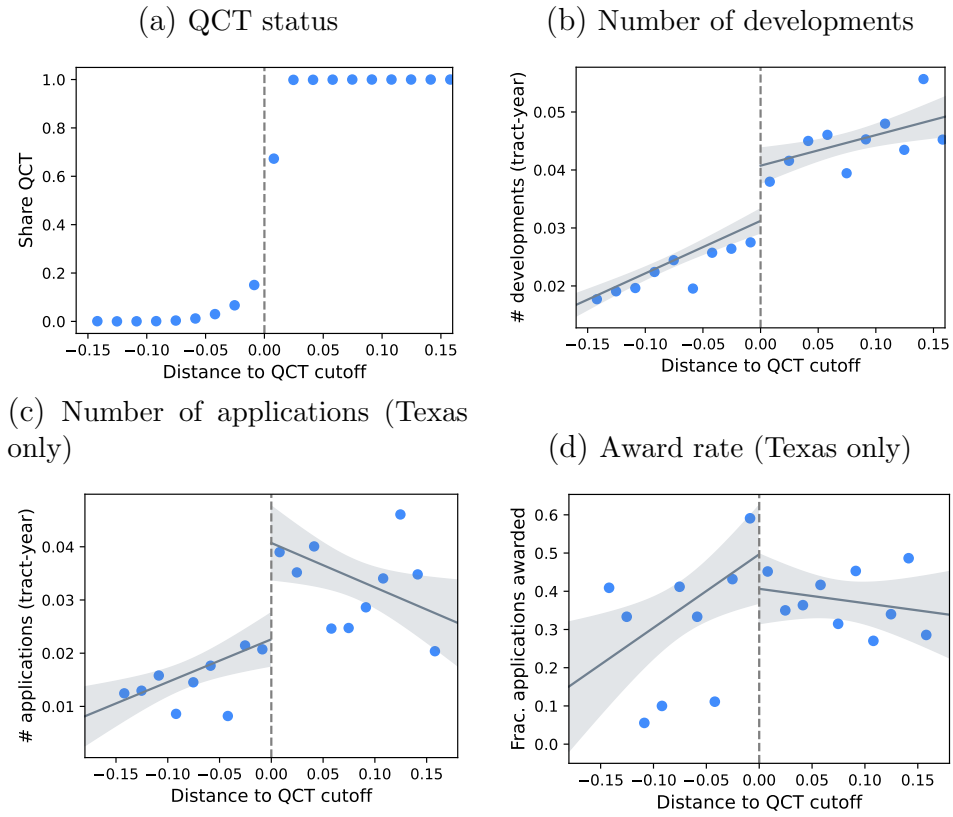 (a) QCT status
1.0
0.8
0.6
0.4
0.2
0.0
Share QCT
−0.15 −0.10 −0.05 0.00 0.05 0.10 0.15
Distance to QCT cutoff
(b) Number of developments
0.05
0.04
0.03
0.02
# developments (tract-year)
−0.15 −0.10 −0.05 0.00 0.05 0.10 0.15
Distance to QCT cutoff
(c) Number of applications (Texas
only)
0.04
0.03
0.02
0.01
# applications (tract-year)
−0.15 −0.10 −0.05 0.00 0.05 0.10 0.15
Distance to QCT cutoff
(d) Award rate (Texas only)
0.6
0.5
0.4
0.3
0.2
0.1
0.0
Frac. applications awarded
−0.15 −0.10 −0.05 0.00 0.05 0.10 0.15
Distance to QCT cutoff